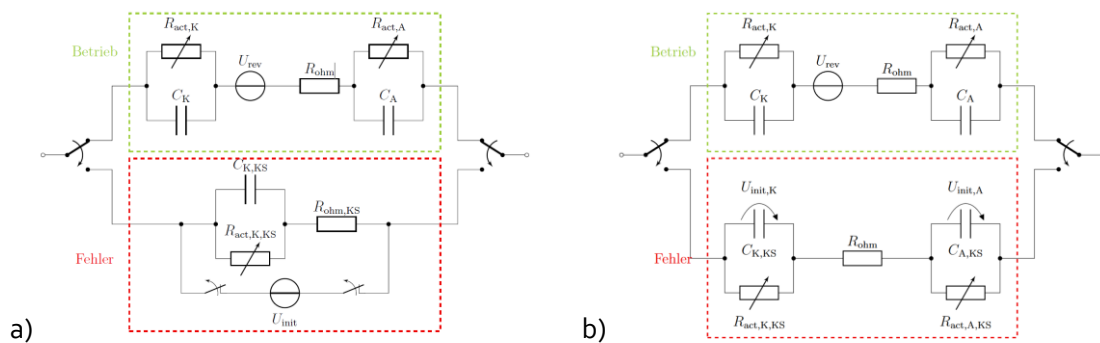 R_act,K
R_act,A
Betrieb
U_rev
R_ohm
C_K
C_A
C_K,KS
R_ohm,KS
R_act,K,KS
Fehler
U_init
a)
R_act,K
R_act,A
Betrieb
U_rev
R_ohm
C_K
C_A
U_init,K
U_init,A
C_K,KS
R_ohm
C_A,KS
Fehler
R_act,K,KS
R_act,A,KS
b)